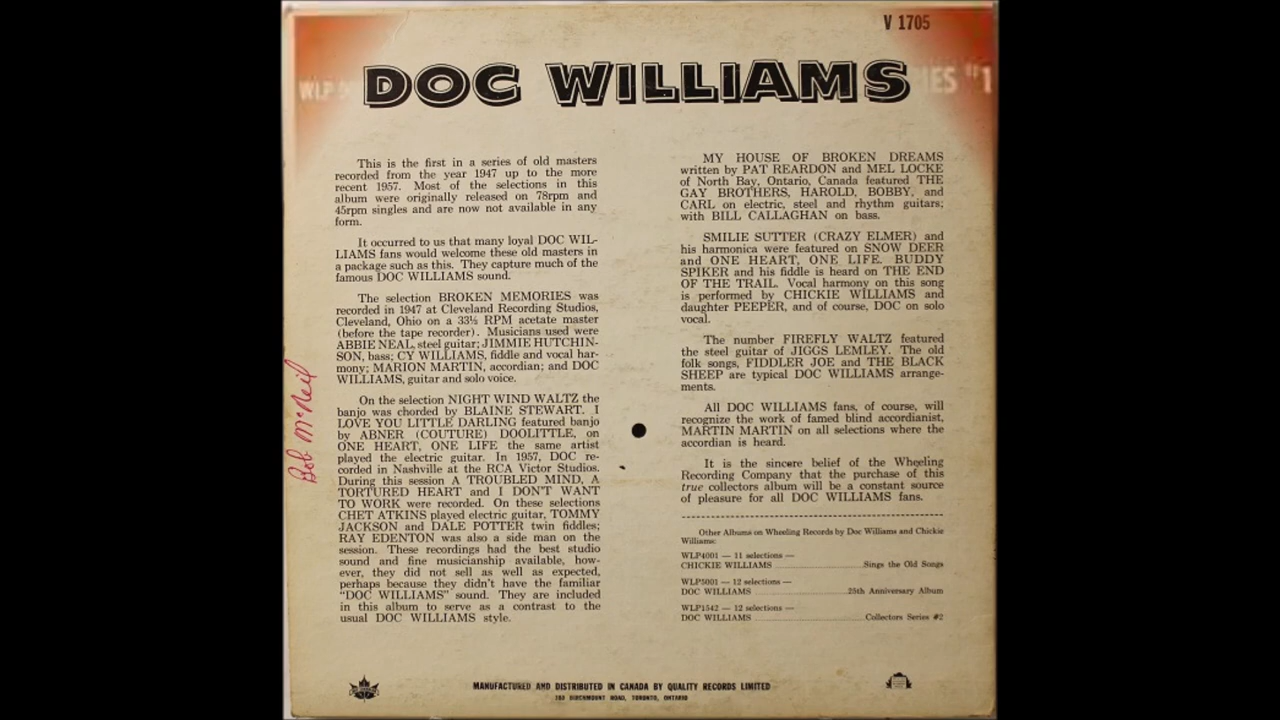 V 1705
WLP 5
IES "1
DOC WILLIAMS
This is the first in a series of old masters
recorded from the year 1947 up to the more
recent 1957. Most of the selections in this
album were originally released on 78rpm and
45rpm singles and are now not available in any
form.
It occurred to us that many loyal DOC WIL-
LIAMS fans would welcome these old masters in
a package such as this. They capture much of the
famous DOC WILLIAMS sound.
The selection BROKEN MEMORIES was
recorded in 1947 at Cleveland Recording Studios,
Cleveland, Ohio on a 33⅓ RPM acetate master
(before the tape recorder). Musicians used were
ABBIE NEAL, steel guitar; JIMMIE HUTCHIN-
SON, bass; CY WILLIAMS, fiddle and vocal har-
mony; MARION MARTIN, accordian; and DOC
WILLIAMS, guitar and solo voice.
On the selection NIGHT WIND WALTZ the
banjo was chorded by BLAINE STEWART. I
LOVE YOU LITTLE DARLING featured banjo
by ABNER (COUTURE) DOOLITTLE, on
ONE HEART, ONE LIFE the same artist
played the electric guitar. In 1957, DOC re-
corded in Nashville at the RCA Victor Studios.
During this session A TROUBLED MIND, A
TORTURED HEART and I DON'T WANT
TO WORK were recorded. On these selections
CHET ATKINS played electric guitar, TOMMY
JACKSON and DALE POTTER twin fiddles;
RAY EDENTON was also a side man on the
session. These recordings had the best studio
sound and fine musicianship available, how-
ever, they did not sell as well as expected,
perhaps because they didn't have the familiar
"DOC WILLIAMS" sound. They are included
in this album to serve as a contrast to the
usual DOC WILLIAMS style.
MY HOUSE OF BROKEN DREAMS
written by PAT REARDON and MEL LOCKE
of North Bay, Ontario, Canada featured THE
GAY BROTHERS, HAROLD, BOBBY, and
CARL on electric, steel and rhythm guitars;
with BILL CALLAGHAN on bass.
SMILIE SUTTER (CRAZY ELMER) and
his harmonica were featured on SNOW DEER
and ONE HEART, ONE LIFE. BUDDY
SPIKER and his fiddle is heard on THE END
OF THE TRAIL. Vocal harmony on this song
is performed by CHICKIE WILLIAMS and
daughter PEEPER, and of course, DOC on solo
vocal.
The number FIREFLY WALTZ featured
the steel guitar of JIGGS LEMLEY. The old
folk songs, FIDDLER JOE and THE BLACK
SHEEP are typical DOC WILLIAMS arrange-
ments.
All DOC WILLIAMS fans, of course, will
recognize the work of famed blind accordianist,
MARTIN MARTIN on all selections where the
accordian is heard.
It is the sincere belief of the Wheeling
Recording Company that the purchase of this
true collectors album will be a constant source
of pleasure for all DOC WILLIAMS fans.
Other Albums on Wheeling Records by Doc Williams and Chickie
Williams:
WLP4001 — 11 selections —
CHICKIE WILLIAMS Sings the Old Songs
WLP5001 — 12 selections —
DOC WILLIAMS 25th Anniversary Album
WLP1542 — 12 selections —
DOC WILLIAMS Collectors Series #2
Bob McNeil
MANUFACTURED AND DISTRIBUTED IN CANADA BY QUALITY RECORDS LIMITED
BIRCHMOUNT ROAD, TORONTO, ONTARIO